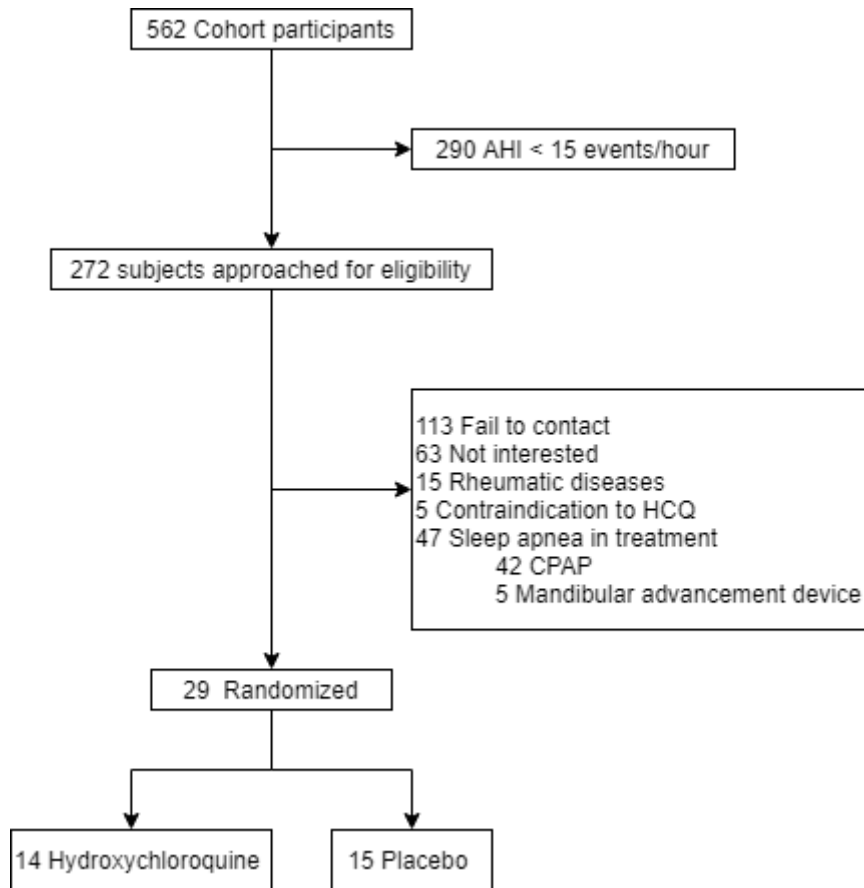 562 Cohort participants
290 AHI < 15 events/hour
272 subjects approached for eligibility
113 Fail to contact
63 Not interested
15 Rheumatic diseases
5 Contraindication to HCQ
47 Sleep apnea in treatment
42 CPAP
5 Mandibular advancement device
29 Randomized
14 Hydroxychloroquine
15 Placebo